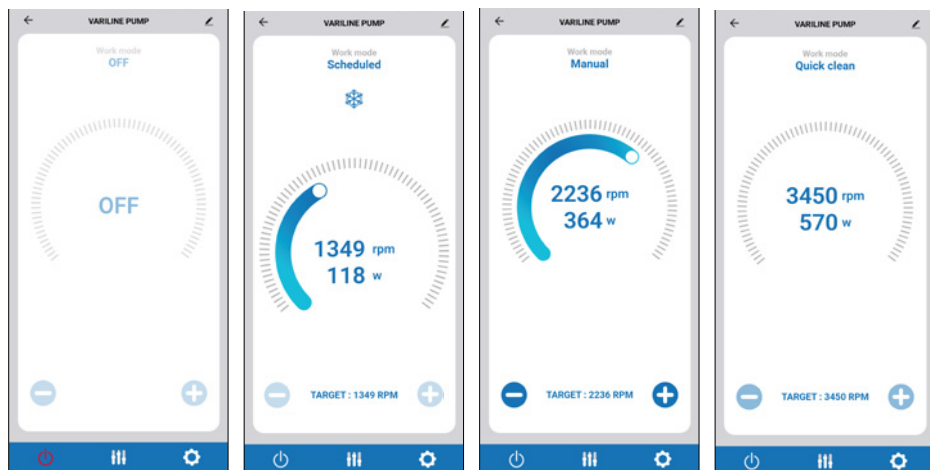 VARILINE PUMP
Work mode
OFF
OFF
VARILINE PUMP
Work mode
Scheduled
1349 rpm
118 w
TARGET : 1349 RPM
VARILINE PUMP
Work mode
Manual
2236 rpm
364 w
TARGET : 2236 RPM
VARILINE PUMP
Work mode
Quick clean
3450 rpm
570 w
TARGET : 3450 RPM